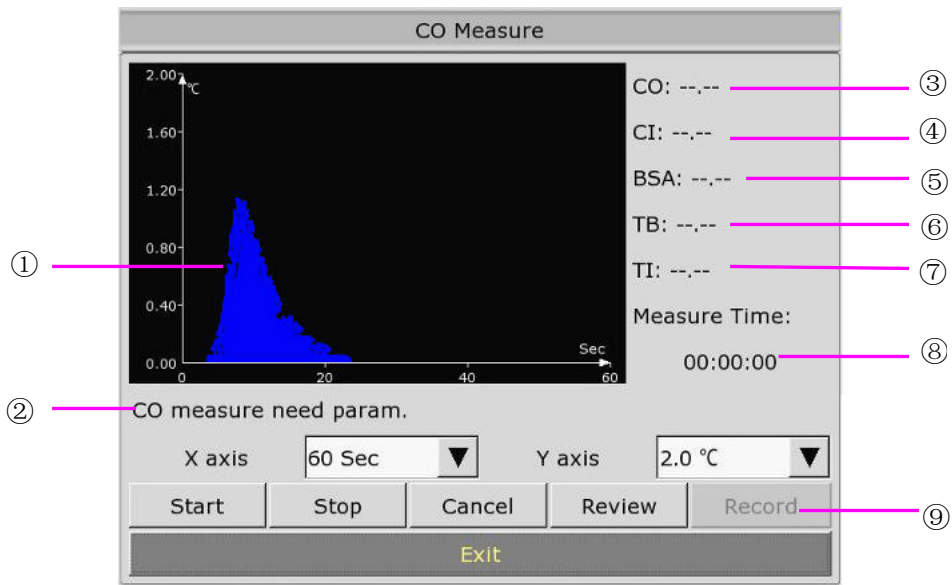 CO Measure
2.00
℃
1.60
1.20
0.80
0.40
0.00
0 20 40 60
Sec
CO: --.--
CI: --.--
BSA: --.--
TB: --.--
TI: --.--
Measure Time:
00:00:00
CO measure need param.
X axis 60 Sec ▼ Y axis 2.0 ℃ ▼
Start Stop Cancel Review Record
Exit
①
②
③
④
⑤
⑥
⑦
⑧
⑨